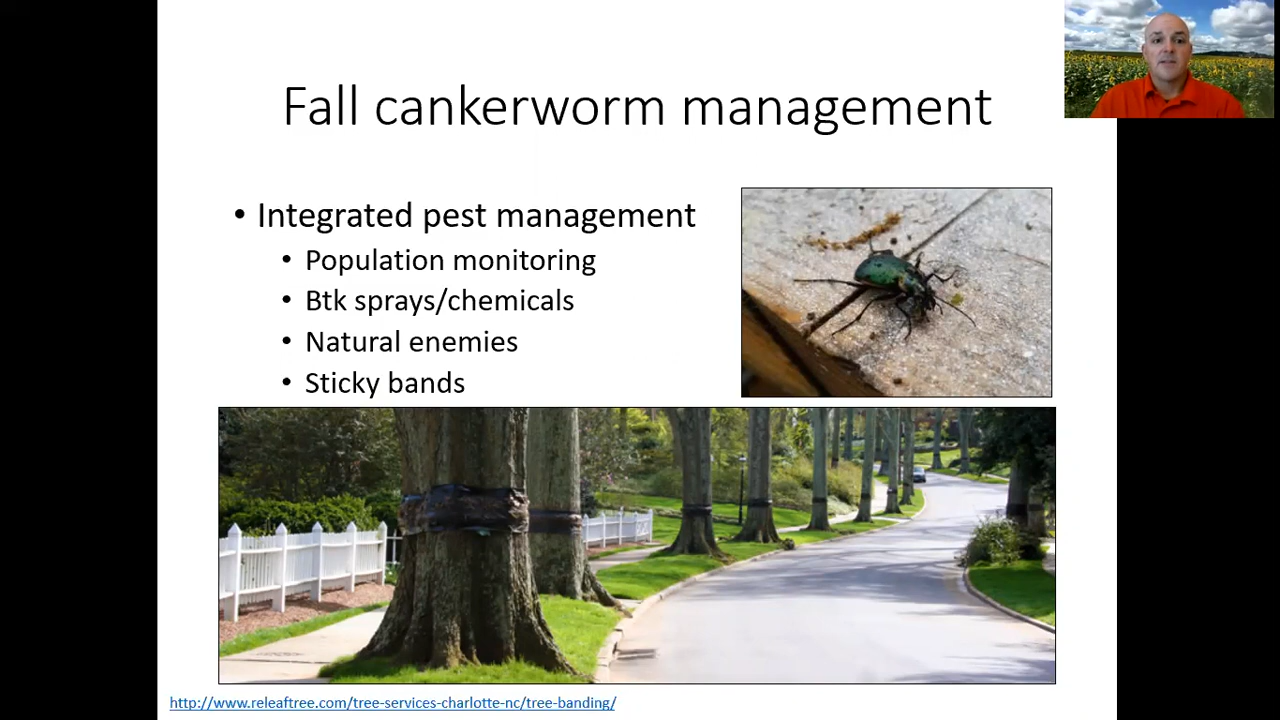 Fall cankerworm management
• Integrated pest management
• Population monitoring
• Btk sprays/chemicals
• Natural enemies
• Sticky bands
http://www.releaftree.com/tree-services-charlotte-nc/tree-banding/